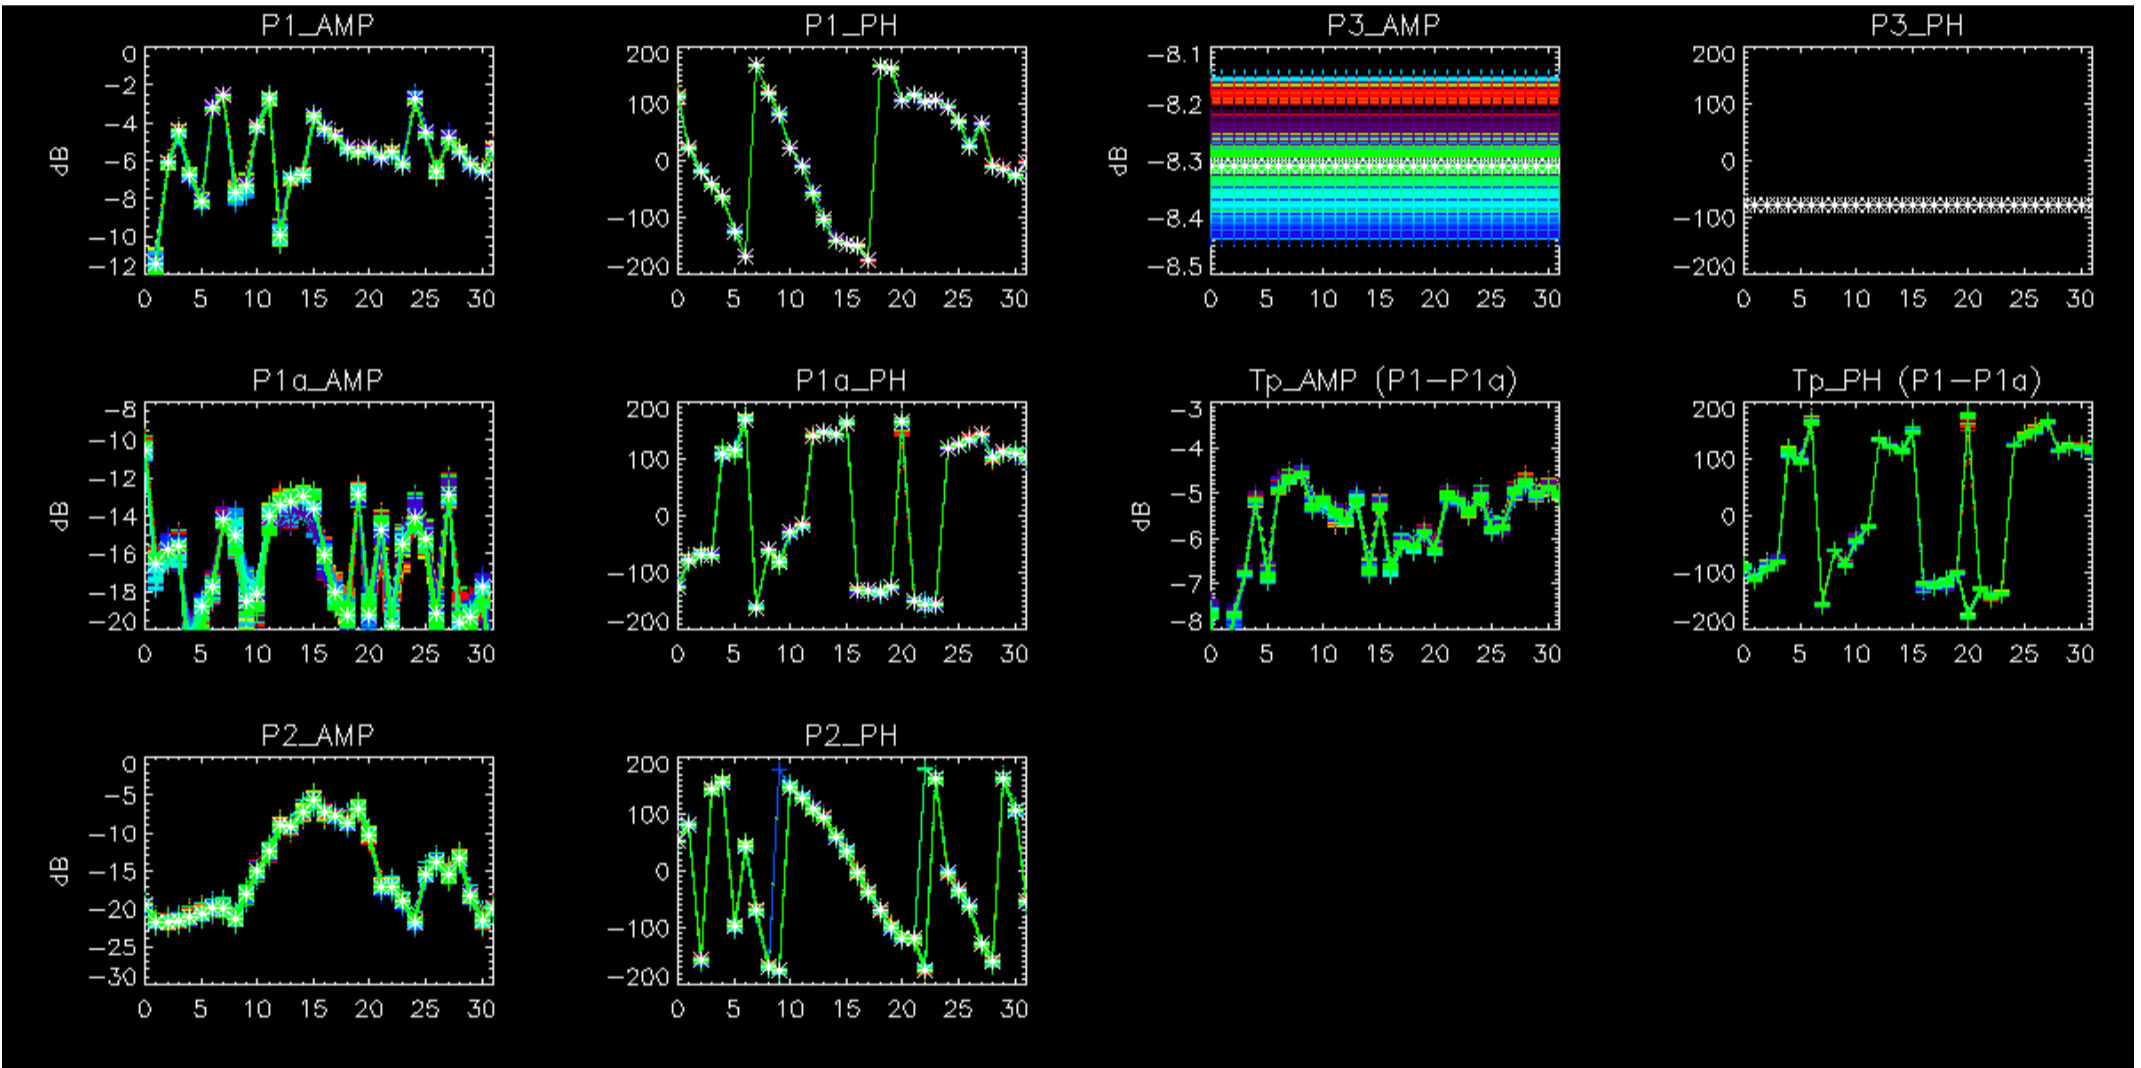 P1_AMP
P1_PH
P3_AMP
P3_PH
0
−2
−4
−6
−8
−10
−12
dB
0 5 10 15 20 25 30
200
100
0
−100
−200
0 5 10 15 20 25 30
−8.1
−8.2
−8.3
−8.4
−8.5
dB
0 5 10 15 20 25 30
200
100
0
−100
−200
0 5 10 15 20 25 30
P1a_AMP
P1a_PH
Tp_AMP (P1−P1a)
Tp_PH (P1−P1a)
−8
−10
−12
−14
−16
−18
−20
dB
0 5 10 15 20 25 30
200
100
0
−100
−200
0 5 10 15 20 25 30
−3
−4
−5
−6
−7
−8
dB
0 5 10 15 20 25 30
200
100
0
−100
−200
0 5 10 15 20 25 30
P2_AMP
P2_PH
0
−5
−10
−15
−20
−25
−30
dB
0 5 10 15 20 25 30
200
100
0
−100
−200
0 5 10 15 20 25 30